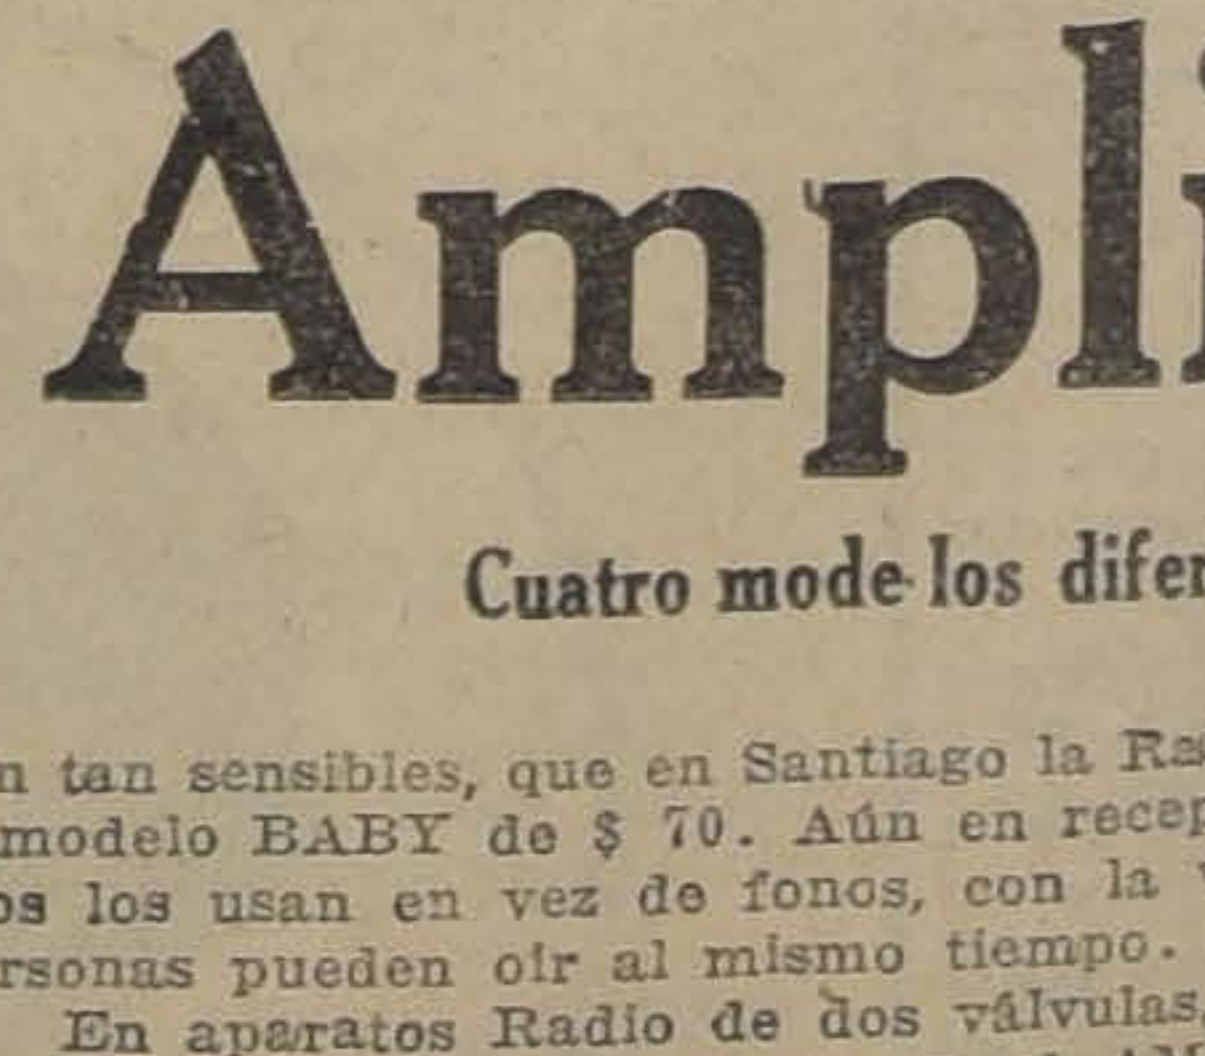 Ampli
Cuatro mode-los difer
n tan sensibles, que en Santiago la Ra
modelo BABY de $ 70. Aún en recep
os los usan en vez de fonos, con la
rsonas pueden oir al mismo tiempo.
En aparatos Radio de dos válvulas,